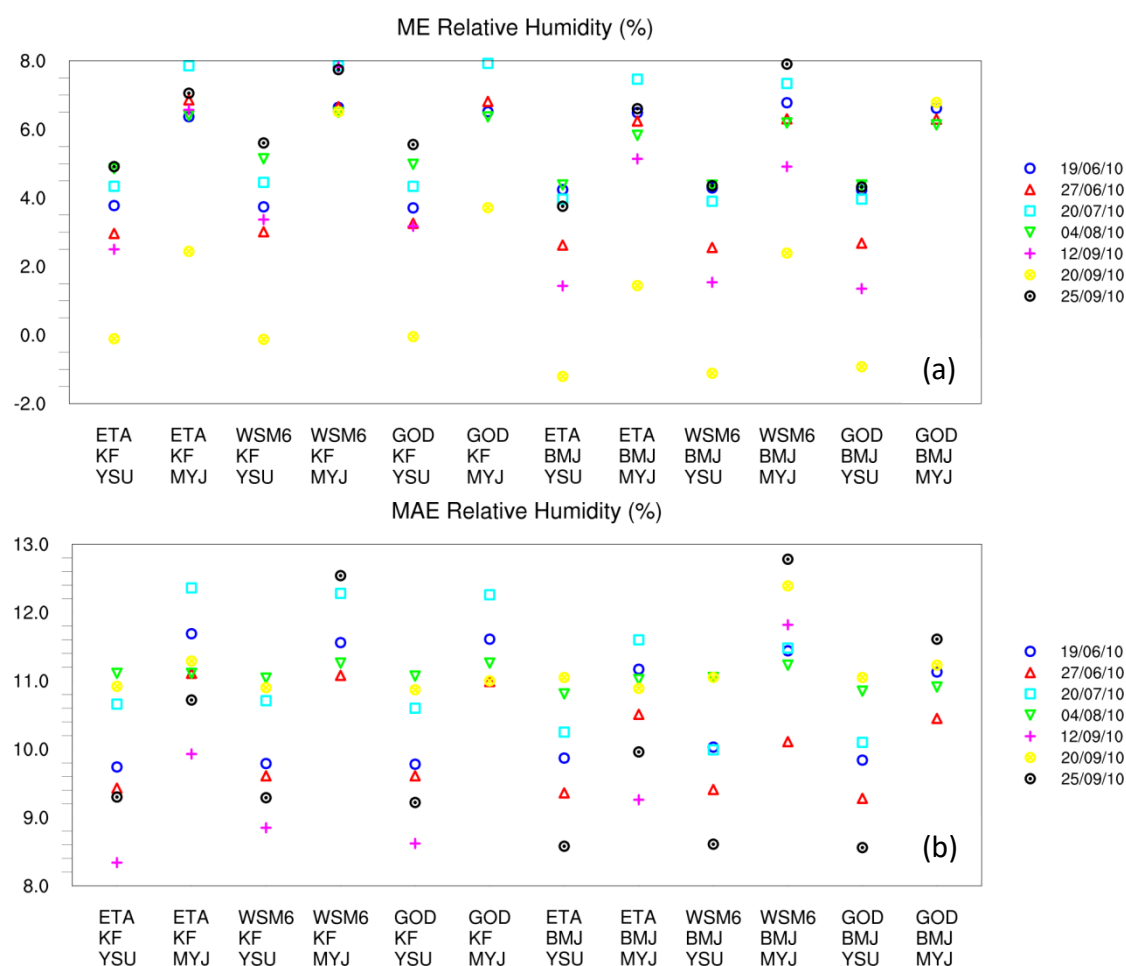 ME Relative Humidity (%)
8.0
6.0
4.0
2.0
0.0
-2.0
(a)
19/06/10
27/06/10
20/07/10
04/08/10
12/09/10
20/09/10
25/09/10
ETA ETA WSM6 WSM6 GOD GOD ETA ETA WSM6 WSM6 GOD GOD
KF KF KF KF KF KF BMJ BMJ BMJ BMJ BMJ BMJ
YSU MYJ YSU MYJ YSU MYJ YSU MYJ YSU MYJ YSU MYJ
MAE Relative Humidity (%)
13.0
12.0
11.0
10.0
9.0
8.0
(b)
19/06/10
27/06/10
20/07/10
04/08/10
12/09/10
20/09/10
25/09/10
ETA ETA WSM6 WSM6 GOD GOD ETA ETA WSM6 WSM6 GOD GOD
KF KF KF KF KF KF BMJ BMJ BMJ BMJ BMJ BMJ
YSU MYJ YSU MYJ YSU MYJ YSU MYJ YSU MYJ YSU MYJ